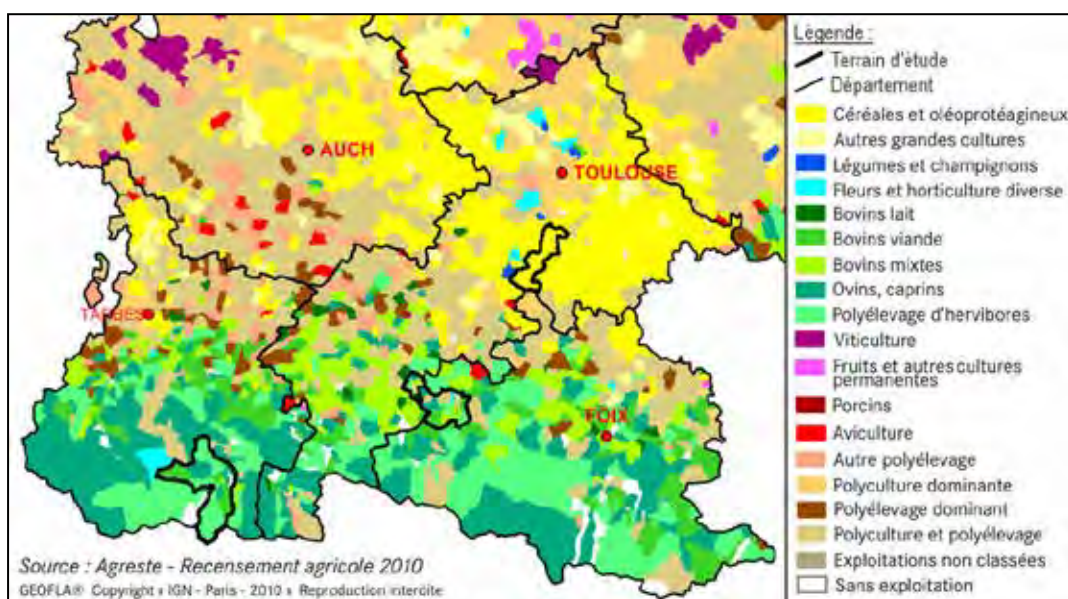 AUCH
TOULOUSE
TARBES
FOIX
Source : Agreste - Recensement agricole 2010
GEOFLA® Copyright « IGN - Paris - 2010 » Reproduction interdite
Légende :
Terrain d'étude
Département
Céréales et oléoprotéagineux
Autres grandes cultures
Légumes et champignons
Fleurs et horticulture diverse
Bovins lait
Bovins viande
Bovins mixtes
Ovins, caprins
Polyélevage d'hervibores
Viticulture
Fruits et autres cultures
permanentes
Porcins
Aviculture
Autre polyélevage
Polyculture dominante
Polyélevage dominant
Polyculture et polyélevage
Exploitations non classées
Sans exploitation